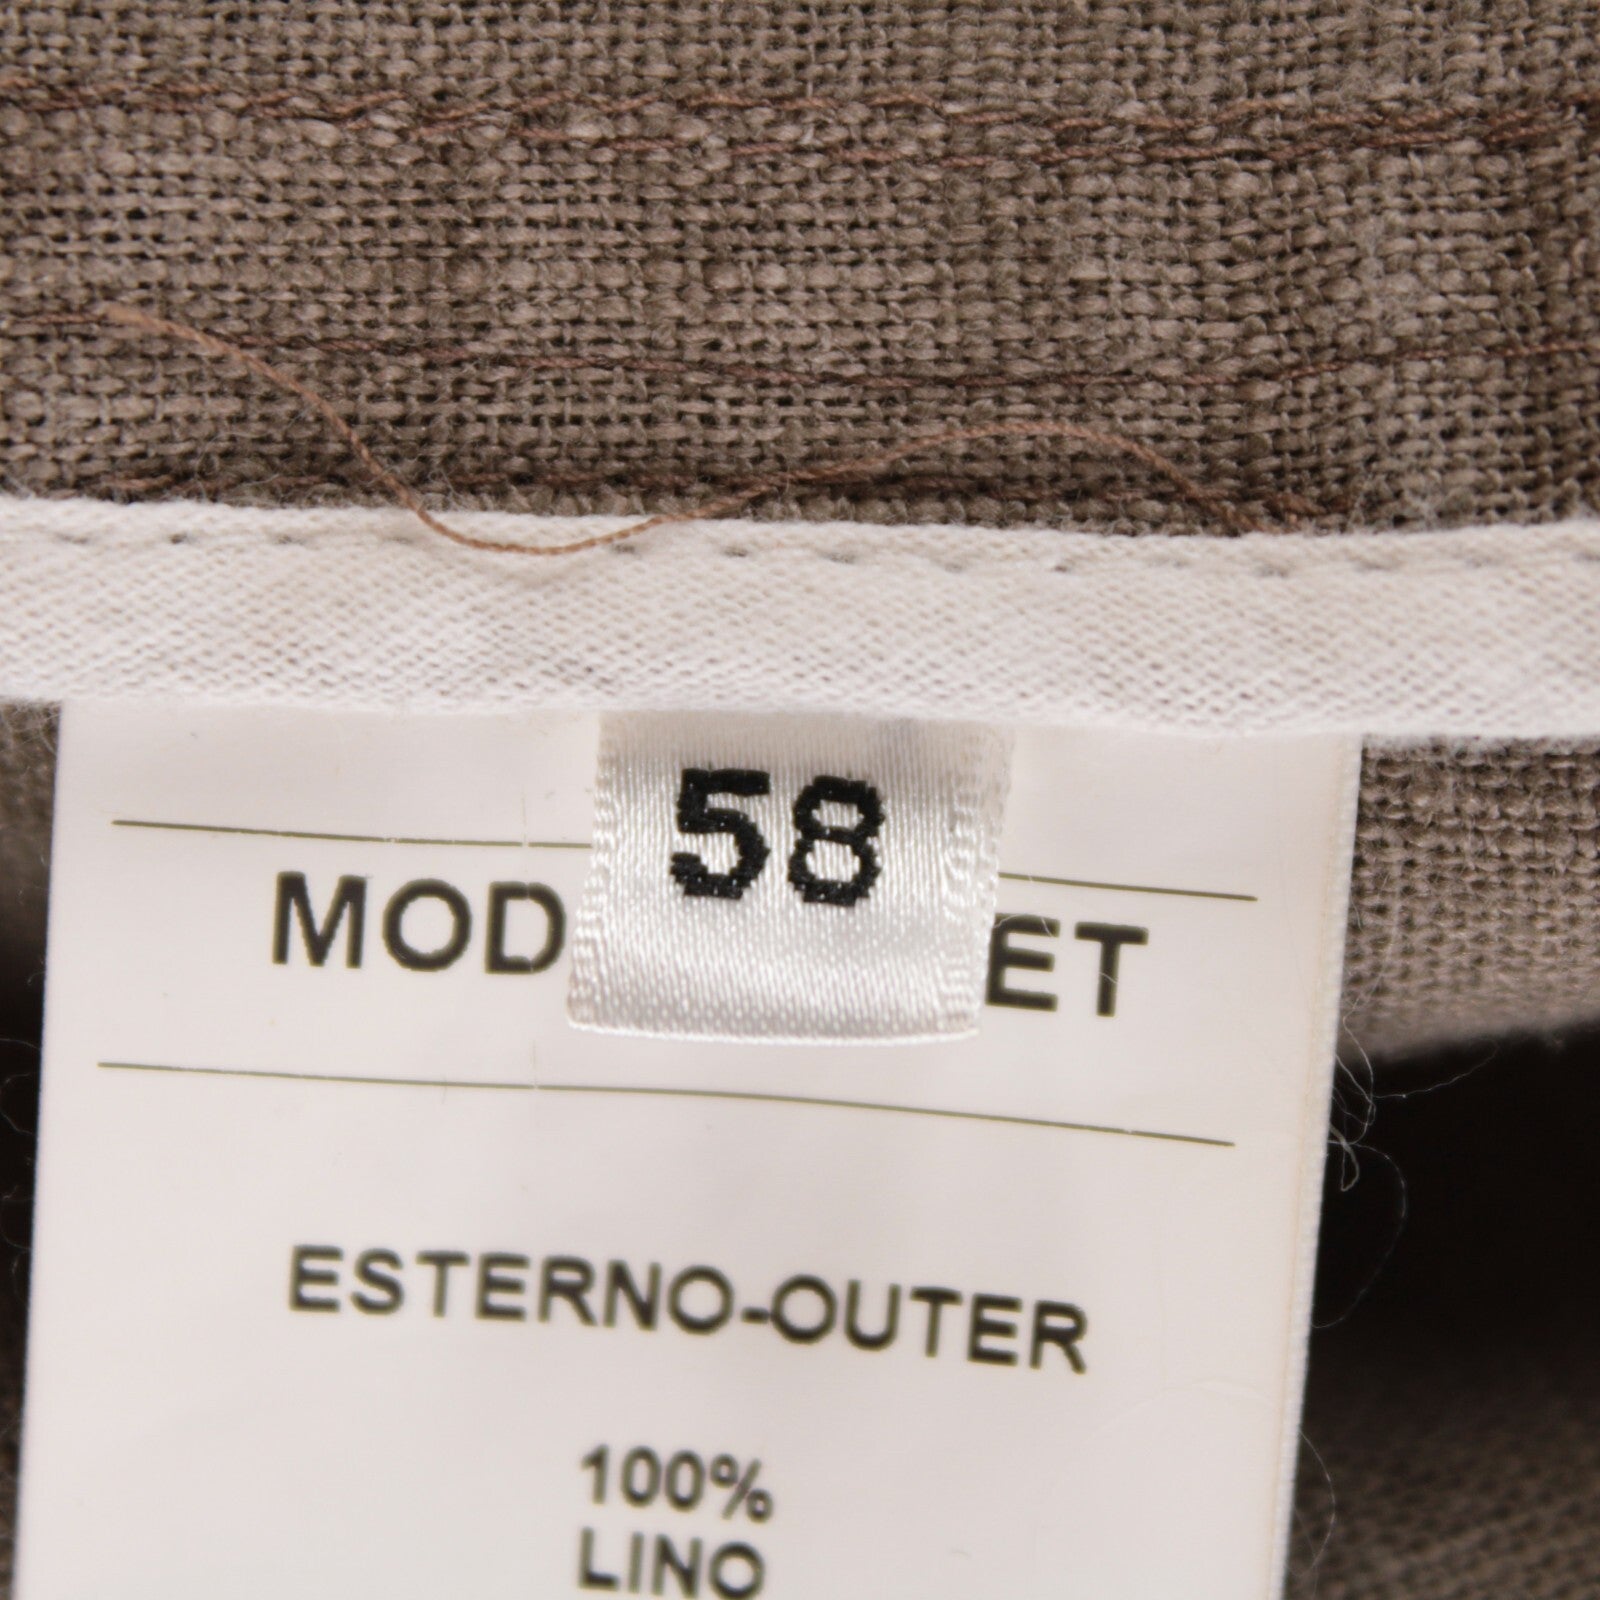 58
MOD ET
ESTERNO-OUTER
100%
LINO